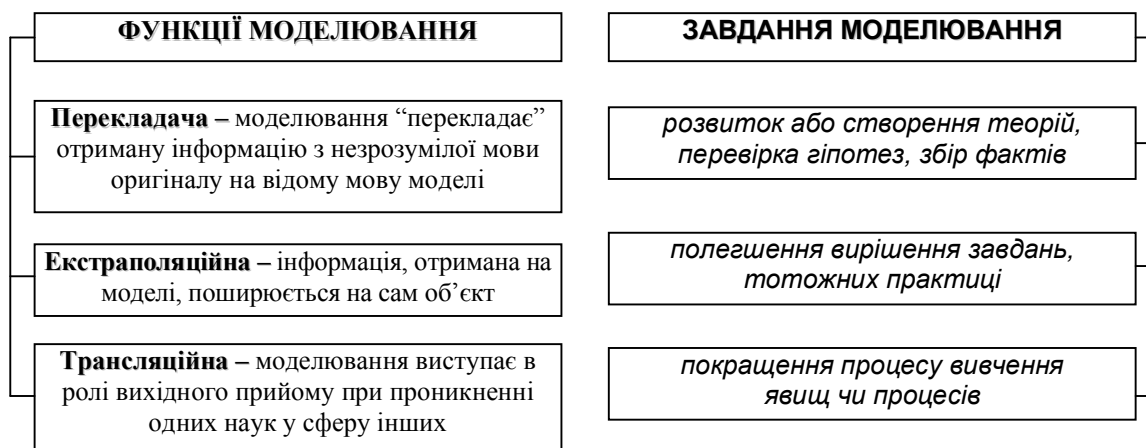 ФУНКЦІЇ МОДЕЛЮВАННЯ
Перекладача – моделювання “перекладає”
отриману інформацію з незрозумілої мови
оригіналу на відому мову моделі
Екстраполяційна – інформація, отримана на
моделі, поширюється на сам об’єкт
Трансляційна – моделювання виступає в
ролі вихідного прийому при проникненні
одних наук у сферу інших
ЗАВДАННЯ МОДЕЛЮВАННЯ
розвиток або створення теорій,
перевірка гіпотез, збір фактів
полегшення вирішення завдань,
тотожних практиці
покращення процесу вивчення
явищ чи процесів